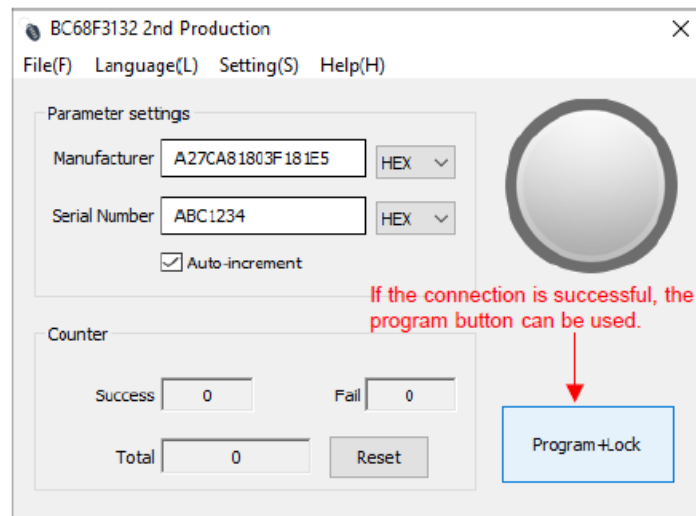 BC68F3132 2nd Production
File(F) Language(L) Setting(S) Help(H)
Parameter settings
Manufacturer A27CA81803F181E5 HEX
Serial Number ABC1234 HEX
Auto-increment
If the connection is successful, the
program button can be used.
Counter
Success 0 Fail 0
Program+Lock
Total 0 Reset